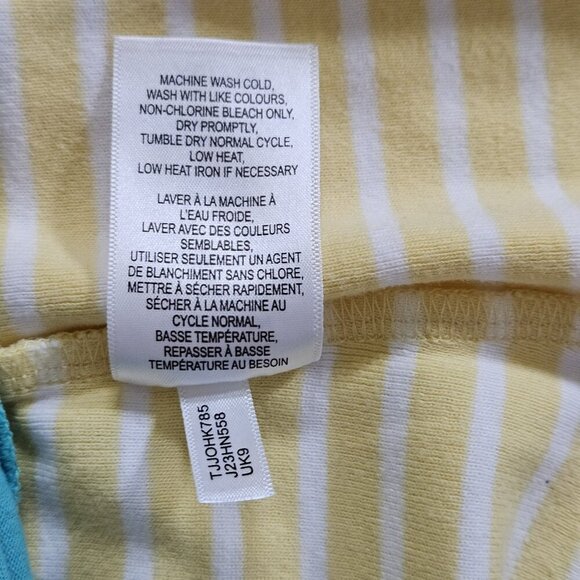 MACHINE WASH COLD,
WASH WITH LIKE COLOURS,
NON-CHLORINE BLEACH ONLY,
DRY PROMPTLY,
TUMBLE DRY NORMAL CYCLE,
LOW HEAT,
LOW HEAT IRON IF NECESSARY
LAVER À LA MACHINE À
L'EAU FROIDE,
LAVER AVEC DES COULEURS
SEMBLABLES,
UTILISER SEULEMENT UN AGENT
DE BLANCHIMENT SANS CHLORE,
METTRE À SÉCHER RAPIDEMENT,
SÉCHER À LA MACHINE AU
CYCLE NORMAL,
BASSE TEMPÉRATURE,
REPASSER À BASSE
TEMPÉRATURE AU BESOIN
TJJOHK785
J23HN558
UK9